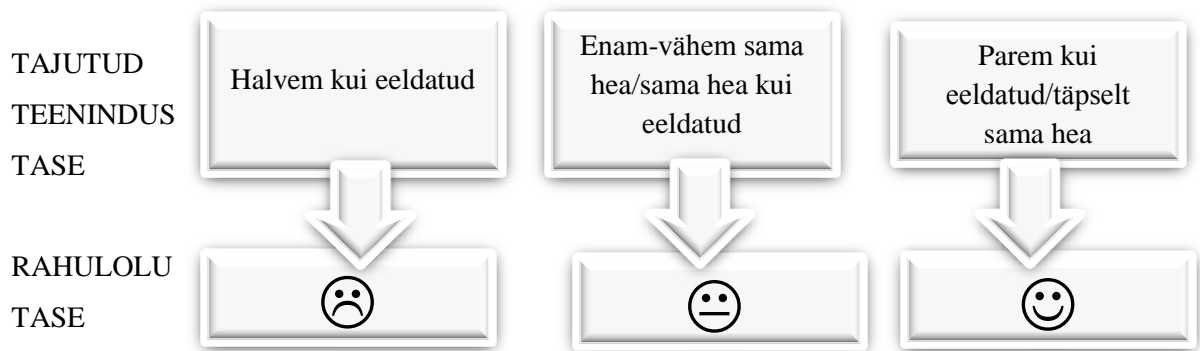 TAJUTUD
TEENINDUS
TASE
Halvem kui eeldatud
Enam-vähem sama
hea/sama hea kui
eeldatud
Parem kui
eeldatud/täpselt
sama hea
RAHULOLU
TASE